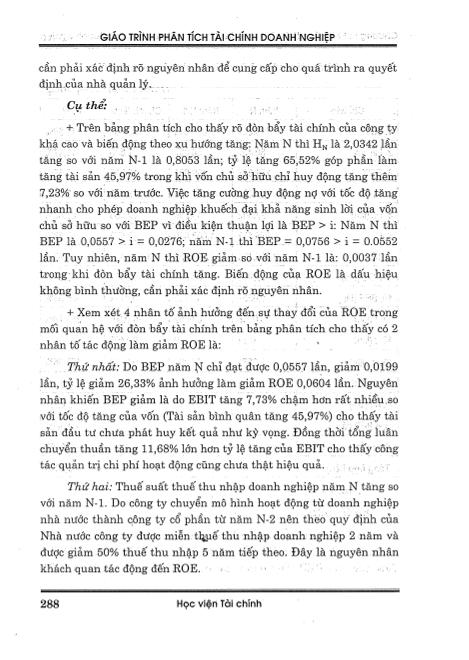 GIÁO TRÌNH PHÂN TÍCH TÀI CHÍNH DOANH NGHIỆP
cần phải xác định rõ nguyên nhân để cung cấp cho quá trình ra quyết
định của nhà quản lý.
Cụ thể:
+ Trên bảng phân tích cho thấy rõ đòn bẩy tài chính của công ty
khá cao và biến động theo xu hướng tăng: Năm N thì HN là 2,0342 lần
tăng so với năm N-1 là 0,8053 lần; tỷ lệ tăng 65,52% góp phần làm
tăng tài sản 45,97% trong khi vốn chủ sở hữu chỉ huy động tăng thêm
7,23% so với năm trước. Việc tăng cường huy động nợ với tốc độ tăng
nhanh cho phép doanh nghiệp khuếch đại khả năng sinh lời của vốn
chủ sở hữu so với BEP vì điều kiện thuận lợi là BEP > i: Năm N thì
BEP là 0,0557 > i = 0,0276; năm N-1 thì BEP = 0,0756 > i = 0.0552
lần. Tuy nhiên, năm N thì ROE giảm so với năm N-1 là: 0,0037 lần
trong khi đòn bẩy tài chính tăng. Biến động của ROE là dấu hiệu
không bình thường, cần phải xác định rõ nguyên nhân.
+ Xem xét 4 nhân tố ảnh hưởng đến sự thay đổi của ROE trong
mối quan hệ với đòn bẩy tài chính trên bảng phân tích cho thấy có 2
nhân tố tác động làm giảm ROE là:
Thứ nhất: Do BEP năm N chỉ đạt được 0,0557 lần, giảm 0,0199
lần, tỷ lệ giảm 26,33% ảnh hưởng làm giảm ROE 0,0604 lần. Nguyên
nhân khiến BEP giảm là do EBIT tăng 7,73% chậm hơn rất nhiều so
với tốc độ tăng của vốn (Tài sản bình quân tăng 45,97%) cho thấy tài
sản đầu tư chưa phát huy kết quả như kỳ vọng. Đồng thời tổng luân
chuyển thuần tăng 11,68% lớn hơn tỷ lệ tăng của EBIT cho thấy công
tác quản trị chi phí hoạt động cũng chưa thật hiệu quả.
Thứ hai: Thuế suất thuế thu nhập doanh nghiệp năm N tăng so
với năm N-1. Do công ty chuyển mô hình hoạt động từ doanh nghiệp
nhà nước thành công ty cổ phần từ năm N-2 nên theo quy định của
Nhà nước công ty được miễn thuế thu nhập doanh nghiệp 2 năm và
được giảm 50% thuế thu nhập 5 năm tiếp theo. Đây là nguyên nhân
khách quan tác động đến ROE.
288
Học viện Tài chính